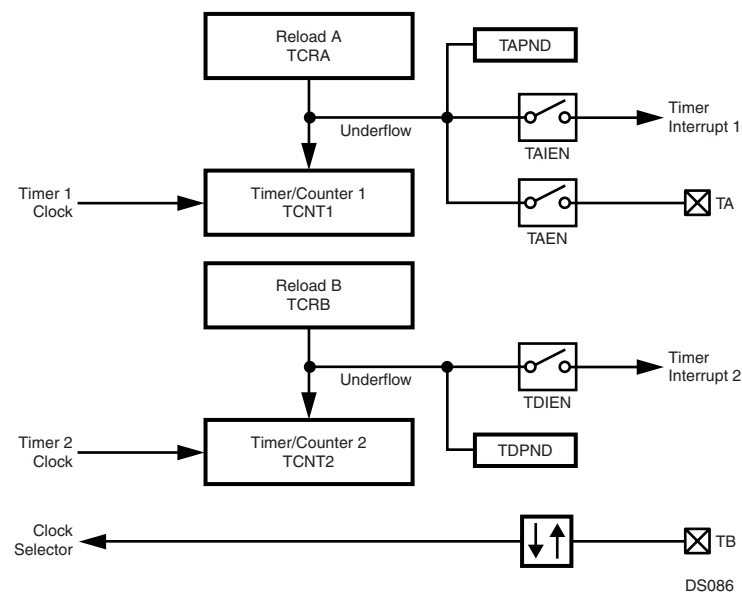 Reload A
TCRA
TAPND
Underflow
Timer
Interrupt 1
TAIEN
Timer 1
Clock
Timer/Counter 1
TCNT1
TA
TAEN
Reload B
TCRB
Underflow
Timer
Interrupt 2
TDIEN
Timer 2
Clock
Timer/Counter 2
TCNT2
TDPND
Clock
Selector
TB
DS086